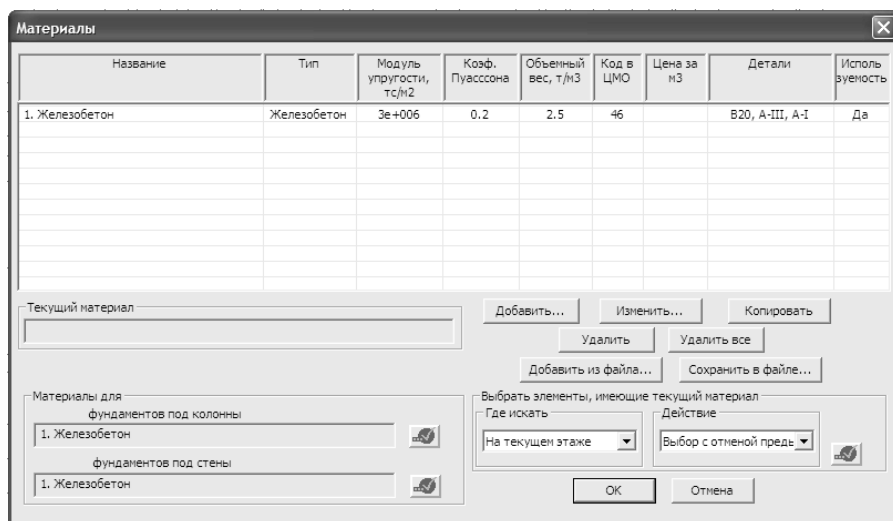 Материалы
Название Тип Модуль упругости, тс/м2 Коэф. Пуасссона Объемный вес, т/м3 Код в ЦМО Цена за м3 Детали Исполь зуемость
1. Железобетон Железобетон 3e+006 0.2 2.5 46 B20, A-III, A-I Да
Текущий материал
Добавить... Изменить... Копировать
Удалить Удалить все
Добавить из файла... Сохранить в файле...
Материалы для
фундаментов под колонны
1. Железобетон
фундаментов под стены
1. Железобетон
Выбрать элементы, имеющие текущий материал
Где искать Действие
На текущем этаже Выбор с отменой предь
OK Отмена